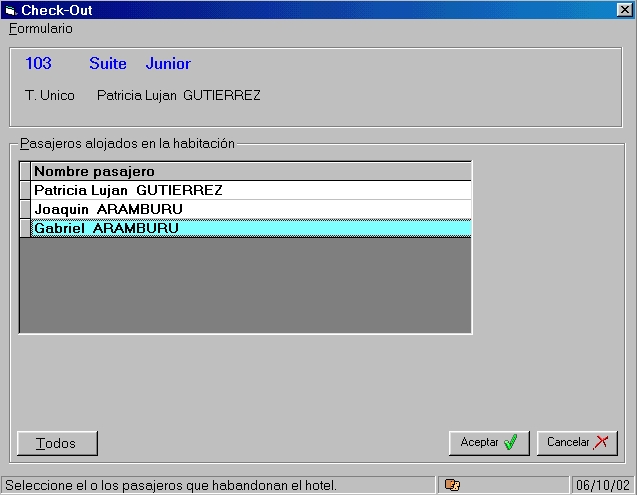 Check-Out
Formulario
103 Suite Junior
T. Unico Patricia Lujan GUTIERREZ
Pasajeros alojados en la habitación
Nombre pasajero
Patricia Lujan GUTIERREZ
Joaquin ARAMBURU
Gabriel ARAMBURU
Todos
Aceptar
Cancelar
Seleccione el o los pasajeros que habandonan el hotel.
06/10/02